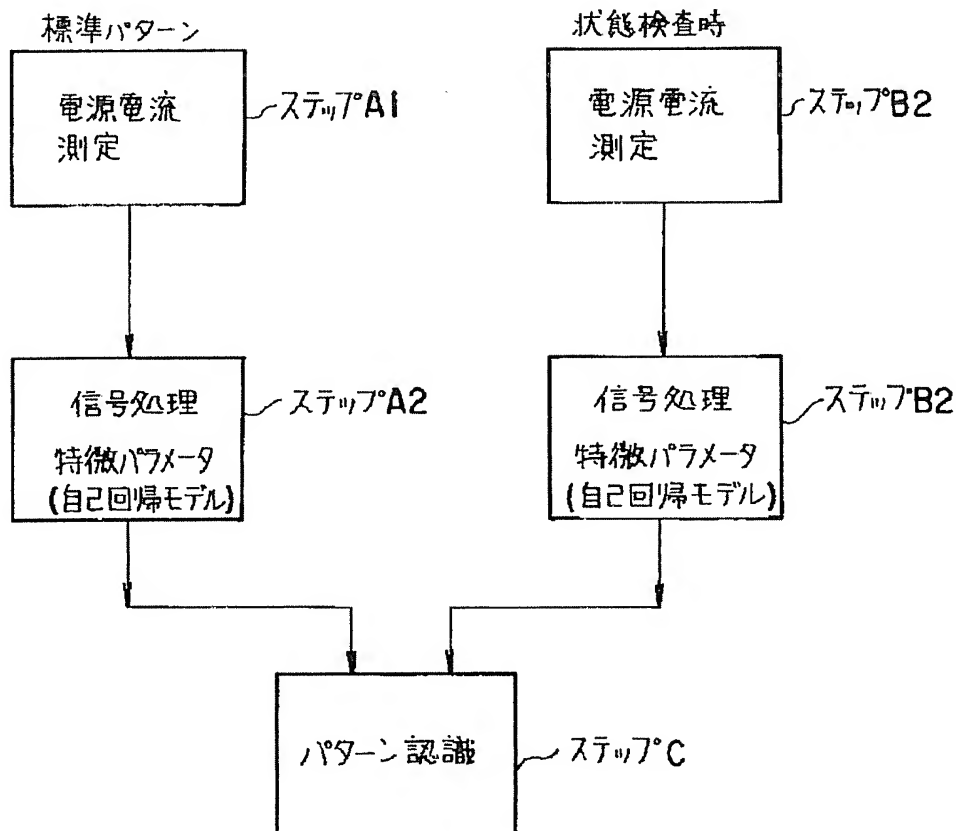 標準パターン
電源電流
測定
ステップA1
信号処理
特徴パラメータ
(自己回帰モデル)
ステップA2
状態検査時
電源電流
測定
ステップB2
信号処理
特徴パラメータ
(自己回帰モデル)
ステップB2
パターン認識
ステップC